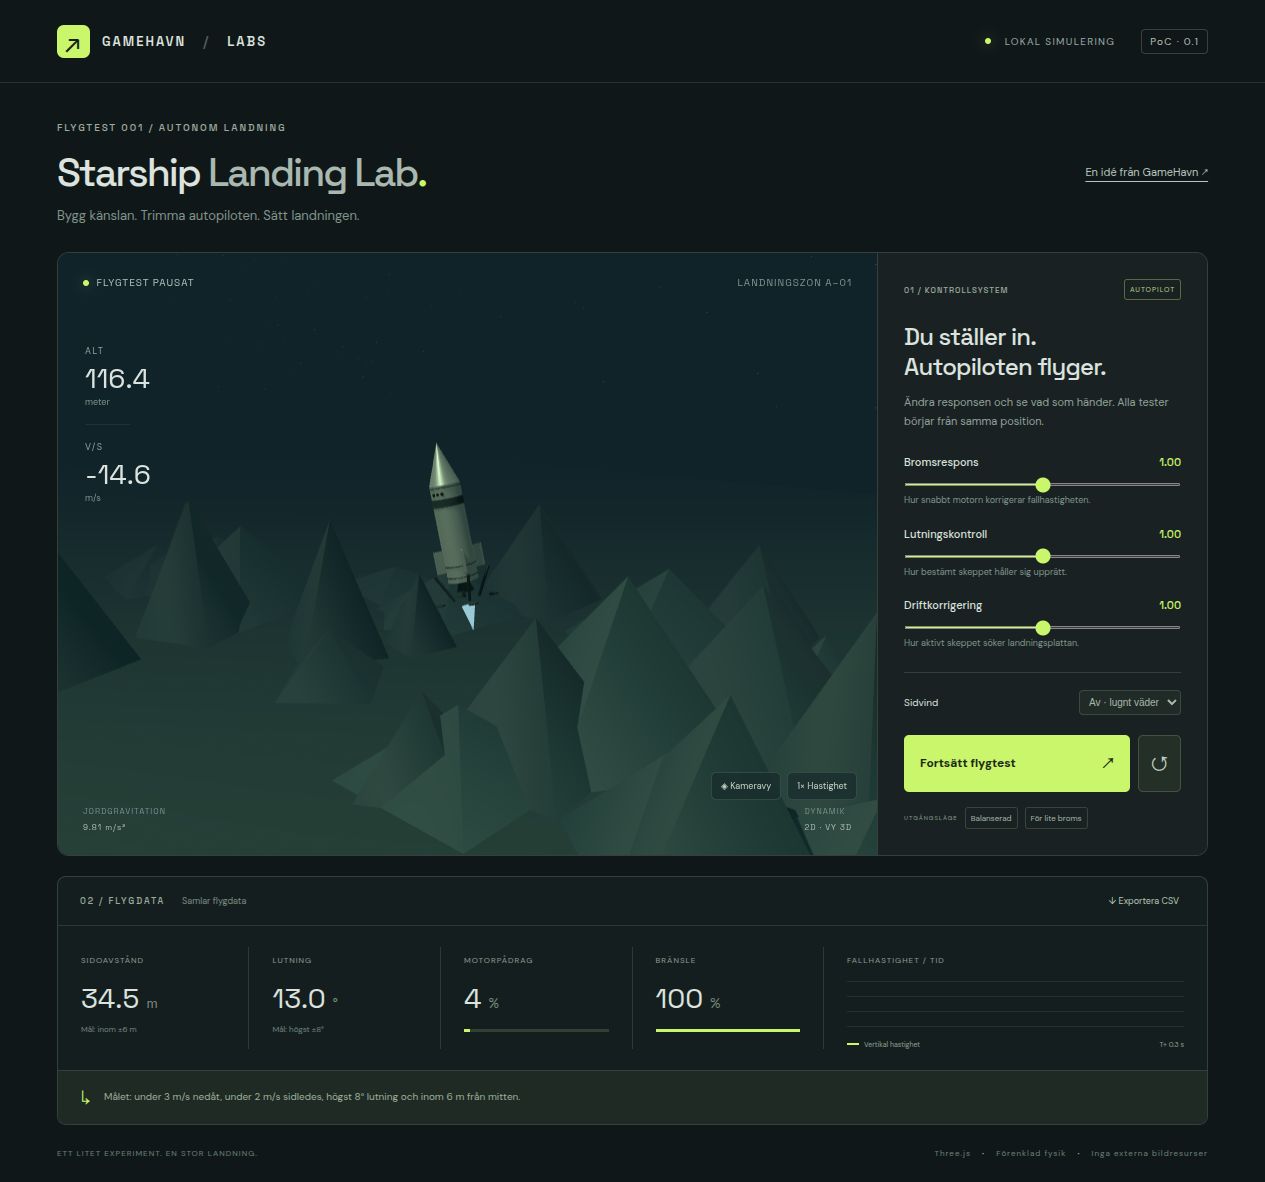 GAMEHAVN / LABS
LOKAL SIMULERING
PoC · 0.1
FLYGTEST 001 / AUTONOM LANDNING
Starship Landing Lab.
En idé från GameHavn ↗
Bygg känslan. Trimma autopiloten. Sätt landningen.
FLYGTEST PAUSAT
LANDNINGSZON A–01
ALT
116.4
meter
V/S
-14.6
m/s
◈ Kameravy
1× Hastighet
JORDGRAVITATION
9.81 m/s²
DYNAMIK
2D · VY 3D
01 / KONTROLLSYSTEM
AUTOPILOT
Du ställer in.
Autopiloten flyger.
Ändra responsen och se vad som händer. Alla tester
börjar från samma position.
Bromsrespons 1.00
Hur snabbt motorn korrigerar fallhastigheten.
Lutningskontroll 1.00
Hur bestämt skeppet håller sig upprätt.
Driftkorrigering 1.00
Hur aktivt skeppet söker landningsplattan.
Sidvind
Av · lugnt väder
Fortsätt flygtest ↗
UTGÅNGSLÄGE
Balanserad
För lite broms
02 / FLYGDATA
Samlar flygdata
↓ Exportera CSV
SIDOAVSTÅND
34.5 m
Mål: inom ±6 m
LUTNING
13.0 °
Mål: högst ±8°
MOTORPÅDRAG
4 %
BRÄNSLE
100 %
FALLHASTIGHET / TID
Vertikal hastighet
T+ 0.3 s
↳ Målet: under 3 m/s nedåt, under 2 m/s sidledes, högst 8° lutning och inom 6 m från mitten.
ETT LITET EXPERIMENT. EN STOR LANDNING.
Three.js • Förenklad fysik • Inga externa bildresurser